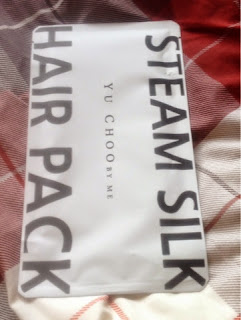 STEAM SILK
YU CHOO BY ME
HAIR PACK